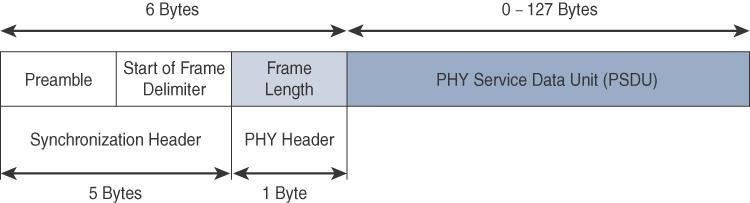 6 Bytes
0 – 127 Bytes
Preamble
Start of Frame
Delimiter
Frame
Length
PHY Service Data Unit (PSDU)
Synchronization Header
PHY Header
5 Bytes
1 Byte